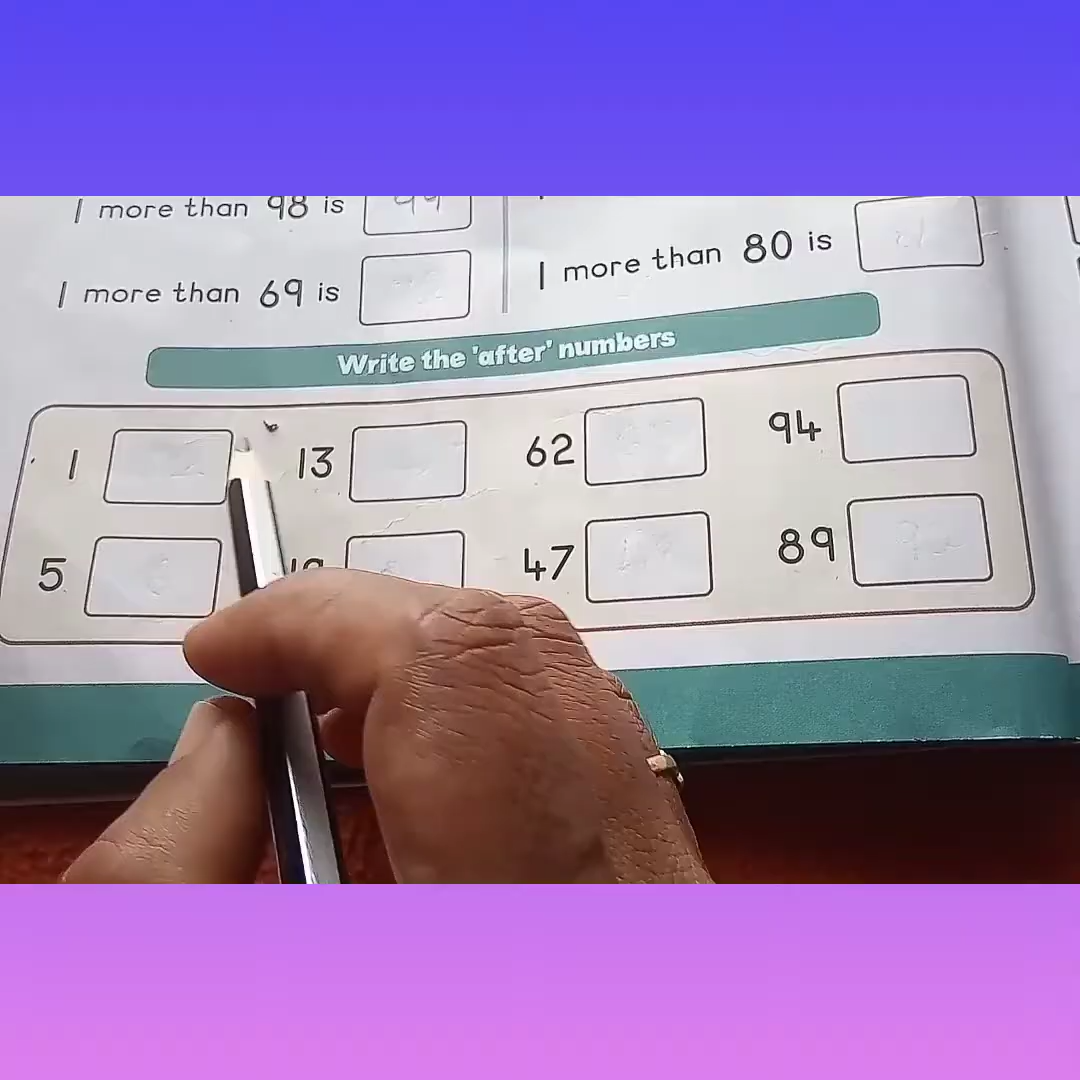 1 more than 98 is 99
1 more than 80 is
1 more than 69 is
Write the 'after' numbers
1 13 62 94
5 47 89